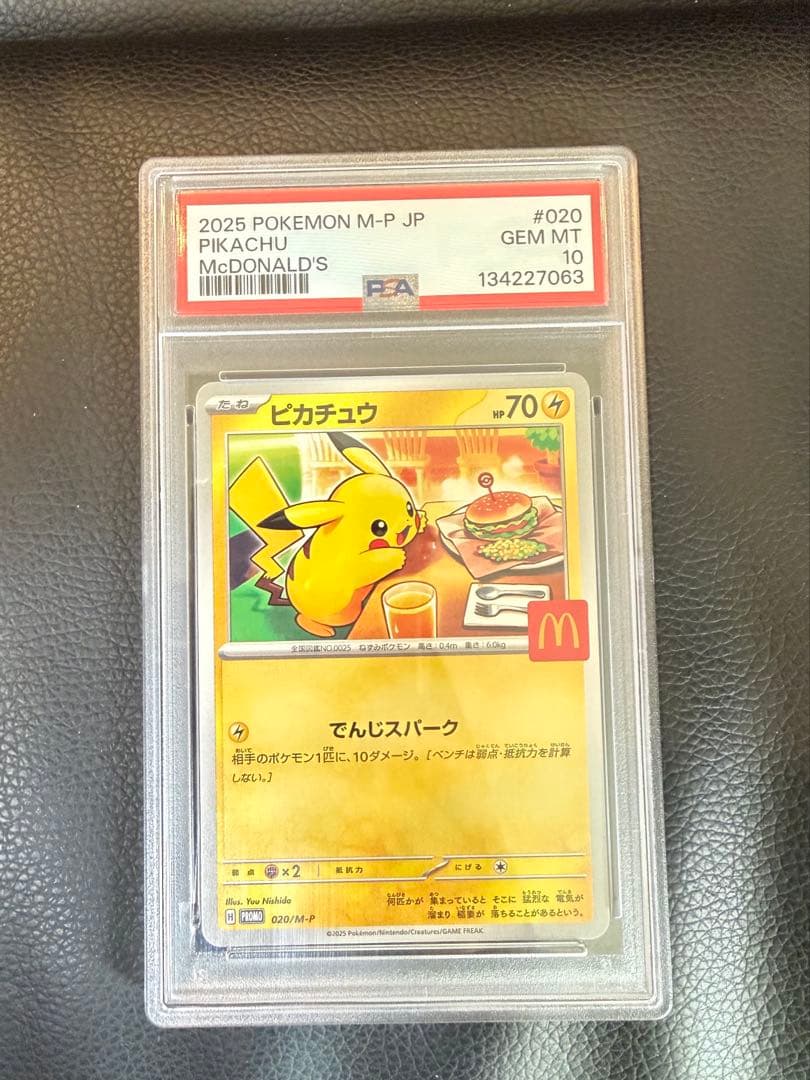 2025 POKEMON M-P JP #020
PIKACHU GEM MT
McDONALD'S 10
134227063
PSA
たね ピカチュウ HP70
全国図鑑NO.0025 ねずみポケモン 高さ:0.4m 重さ:6.0kg
M
でんじスパーク
相手のポケモン1匹に、10ダメージ。[ベンチは弱点・抵抗力を計算
しない。]
弱点 ×2 抵抗力 にげる
Illus. Yuu Nishida
何匹かが 集まっていると そこに 猛烈な 電気が
溜まり 稲妻が 落ちることがあるという。
H PROMO 020/M-P
©2025 Pokémon/Nintendo/Creatures/GAME FREAK